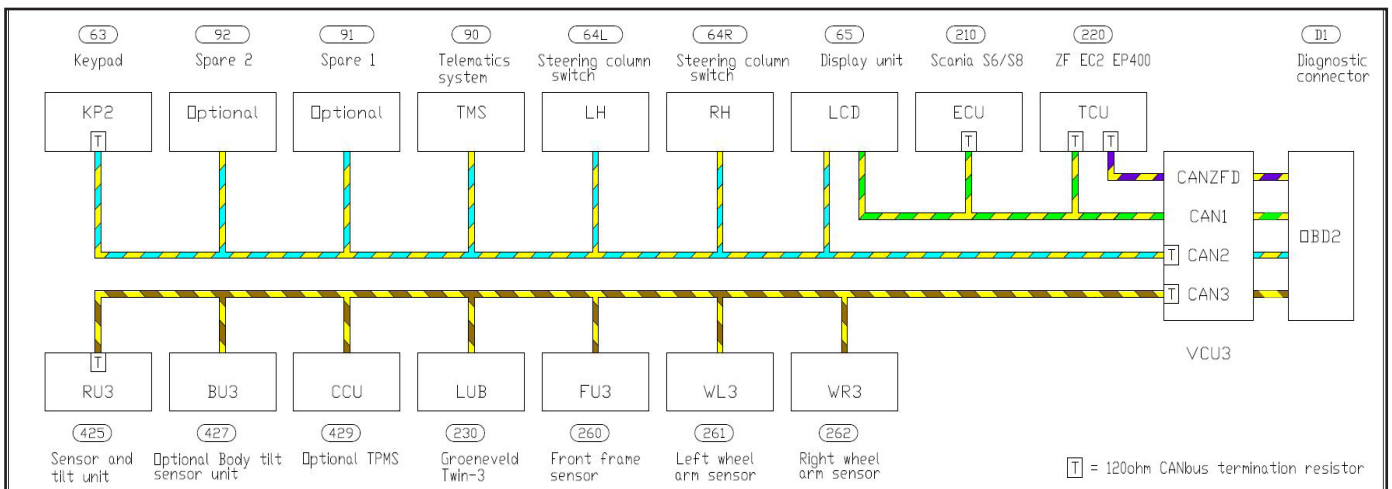 63 92 91 90 64L 64R 65 210 220 D1
Keypad Spare 2 Spare 1 Telematics Steering column Steering column Display unit Scania S6/S8 ZF EC2 EP400 Diagnostic
system switch switch connector
KP2 Optional Optional TMS LH RH LCD ECU TCU
T T T T
CANZFD
CAN1
OBD2
T CAN2
T CAN3
VCU3
T
RU3 BU3 CCU LUB FU3 WL3 WR3
425 427 429 230 260 261 262
Sensor and Optional Body tilt Optional TPMS Groeneveld Front frame Left wheel Right wheel
tilt unit sensor unit Twin-3 sensor arm sensor arm sensor
T = 120ohm CANbus termination resistor